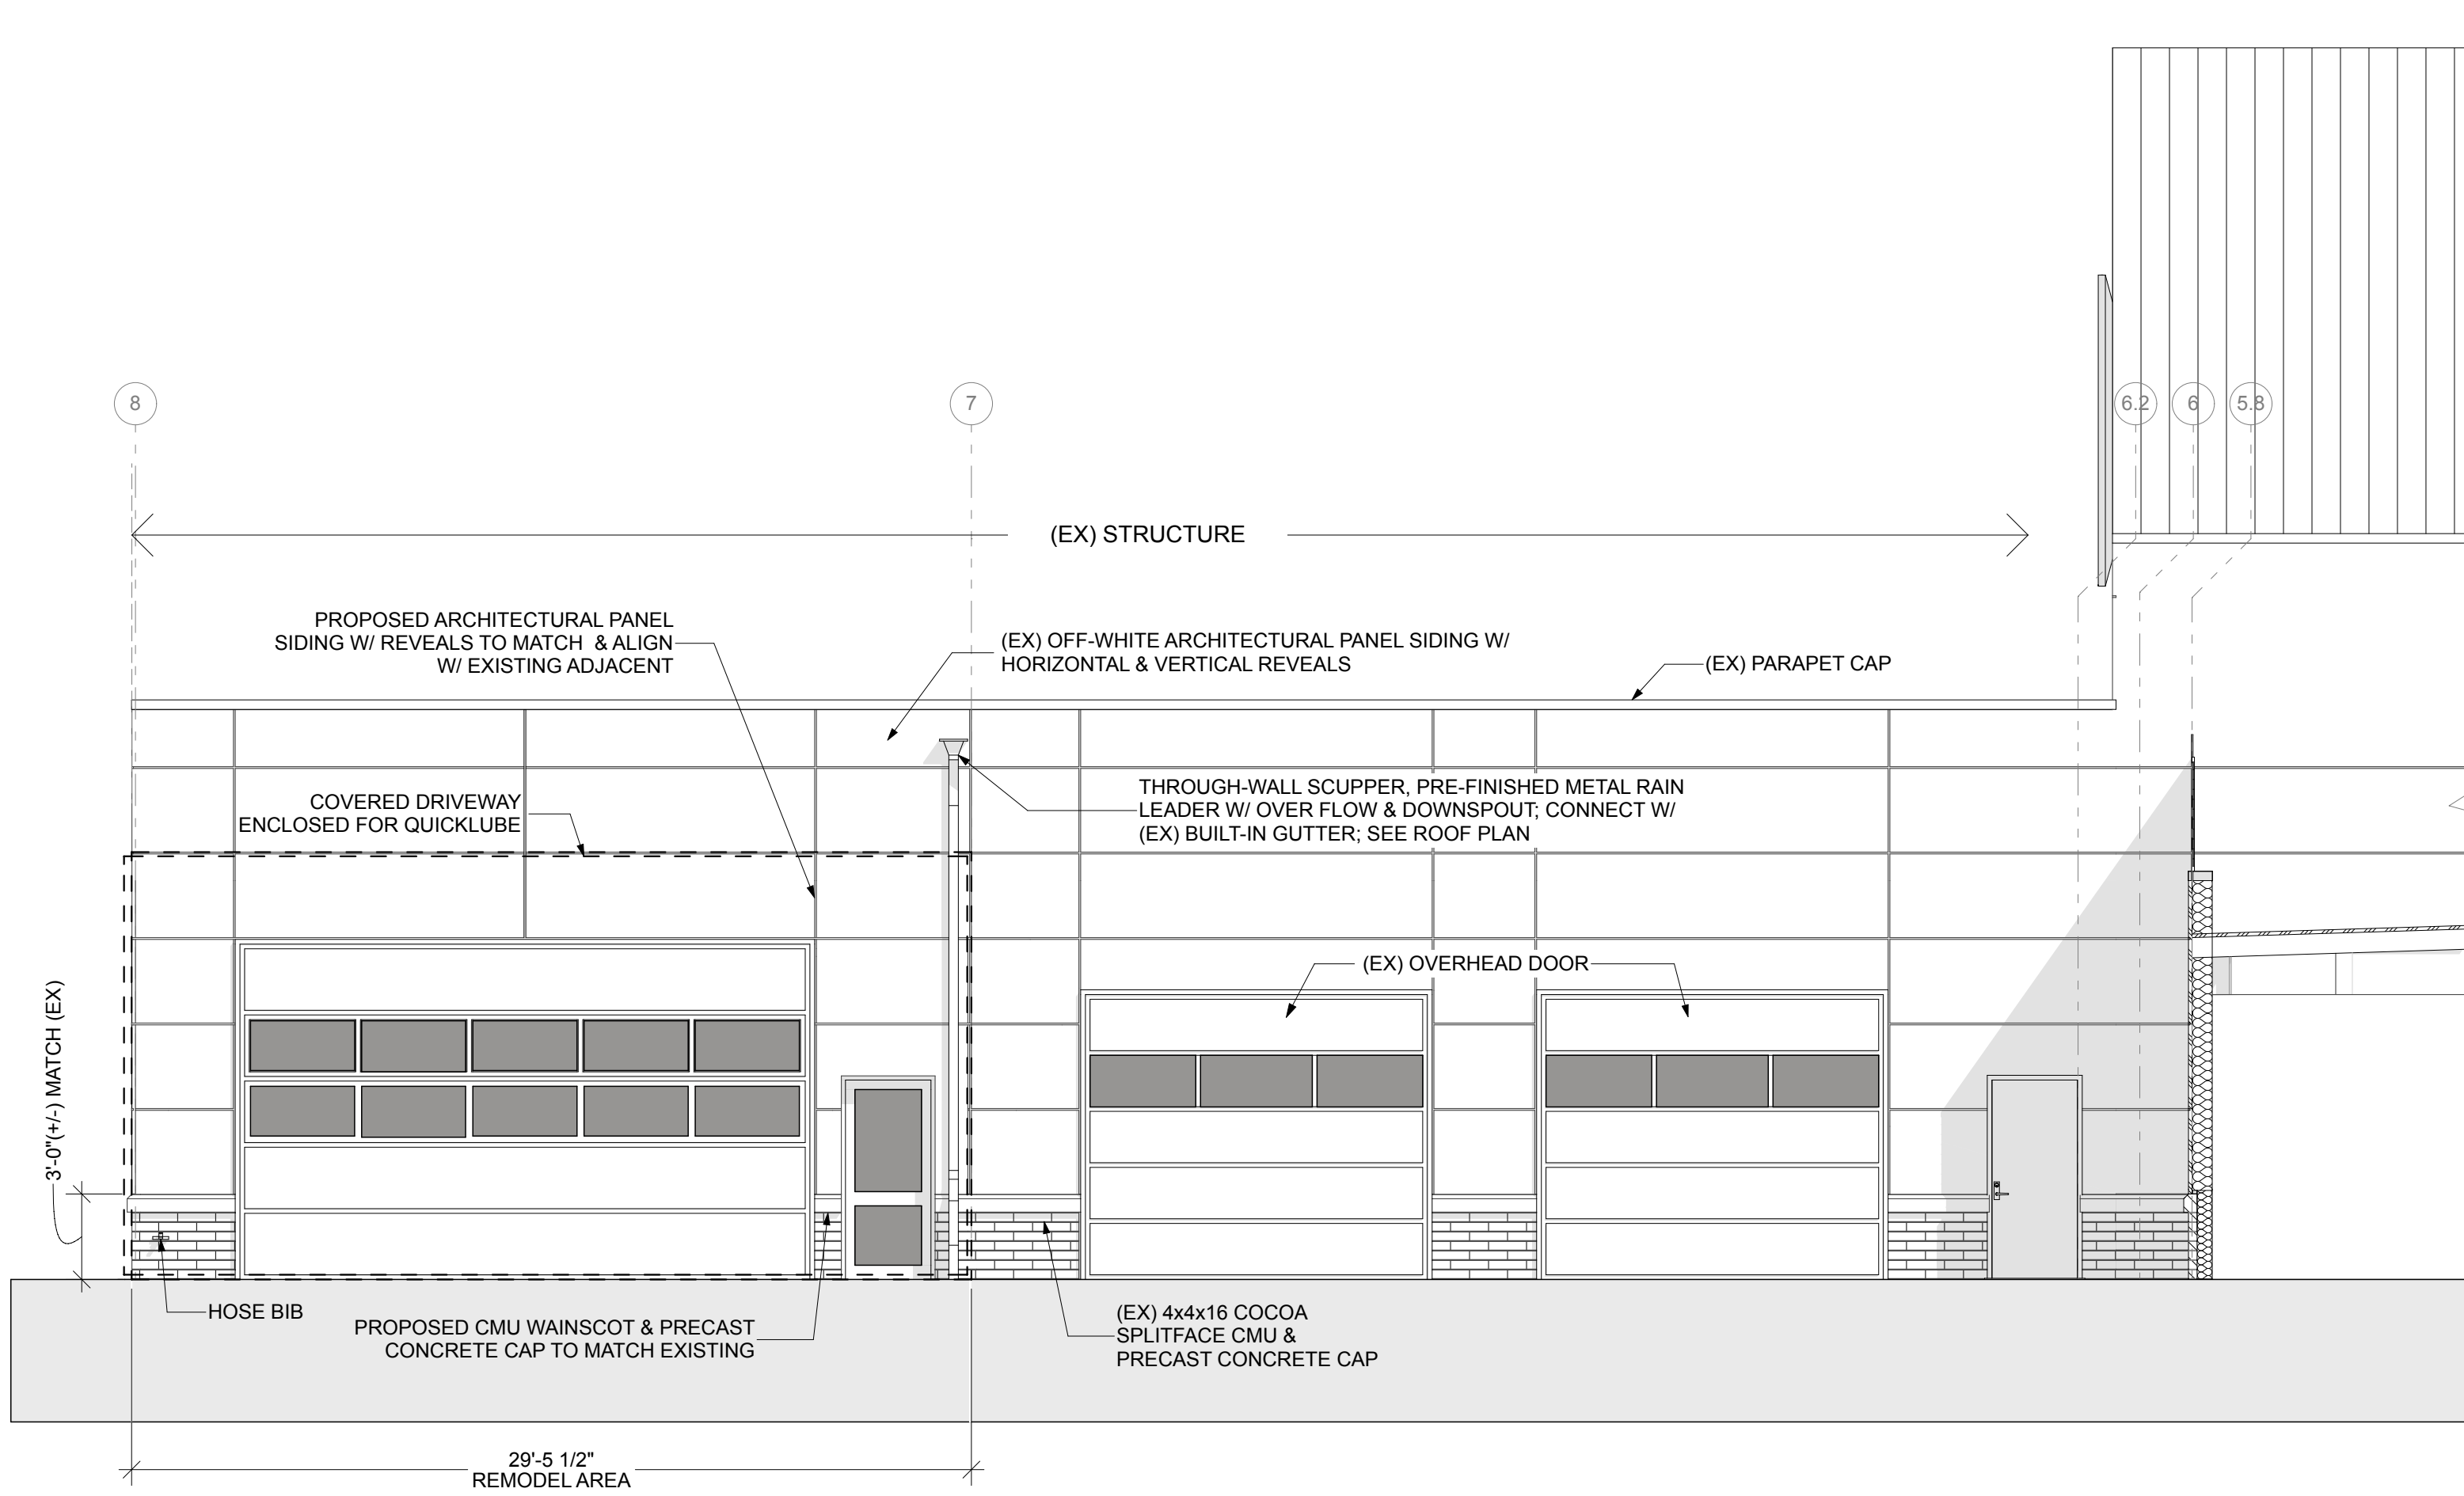 8
7
6.2
6
5.8
(EX) STRUCTURE
PROPOSED ARCHITECTURAL PANEL
SIDING W/ REVEALS TO MATCH & ALIGN
W/ EXISTING ADJACENT
(EX) OFF-WHITE ARCHITECTURAL PANEL SIDING W/
HORIZONTAL & VERTICAL REVEALS
(EX) PARAPET CAP
COVERED DRIVEWAY
ENCLOSED FOR QUICKLUBE
THROUGH-WALL SCUPPER, PRE-FINISHED METAL RAIN
LEADER W/ OVER FLOW & DOWNSPOUT; CONNECT W/
(EX) BUILT-IN GUTTER; SEE ROOF PLAN
(EX) OVERHEAD DOOR
3'-0"(+/-) MATCH (EX)
HOSE BIB
PROPOSED CMU WAINSCOT & PRECAST
CONCRETE CAP TO MATCH EXISTING
(EX) 4x4x16 COCOA
SPLITFACE CMU &
PRECAST CONCRETE CAP
29'-5 1/2"
REMODEL AREA